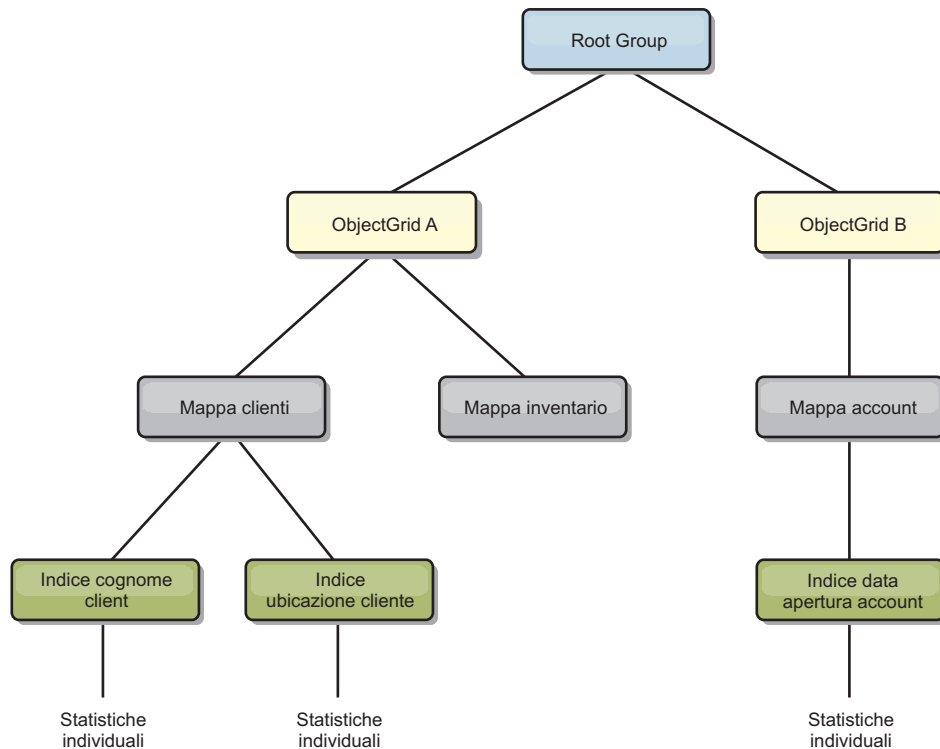 Root Group
ObjectGrid A
ObjectGrid B
Mappa clienti
Mappa inventario
Mappa account
Indice cognome
client
Indice
ubicazione cliente
Indice data
apertura account
Statistiche
individuali
Statistiche
individuali
Statistiche
individuali